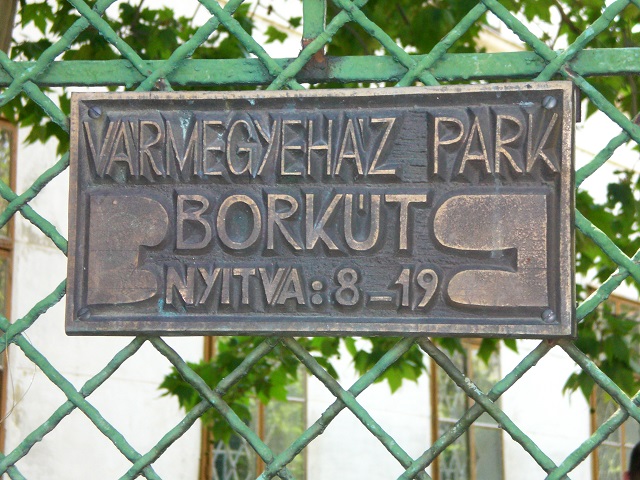 VÁRMEGYEHÁZ PARK
BORKÚT
NYITVA: 8-19